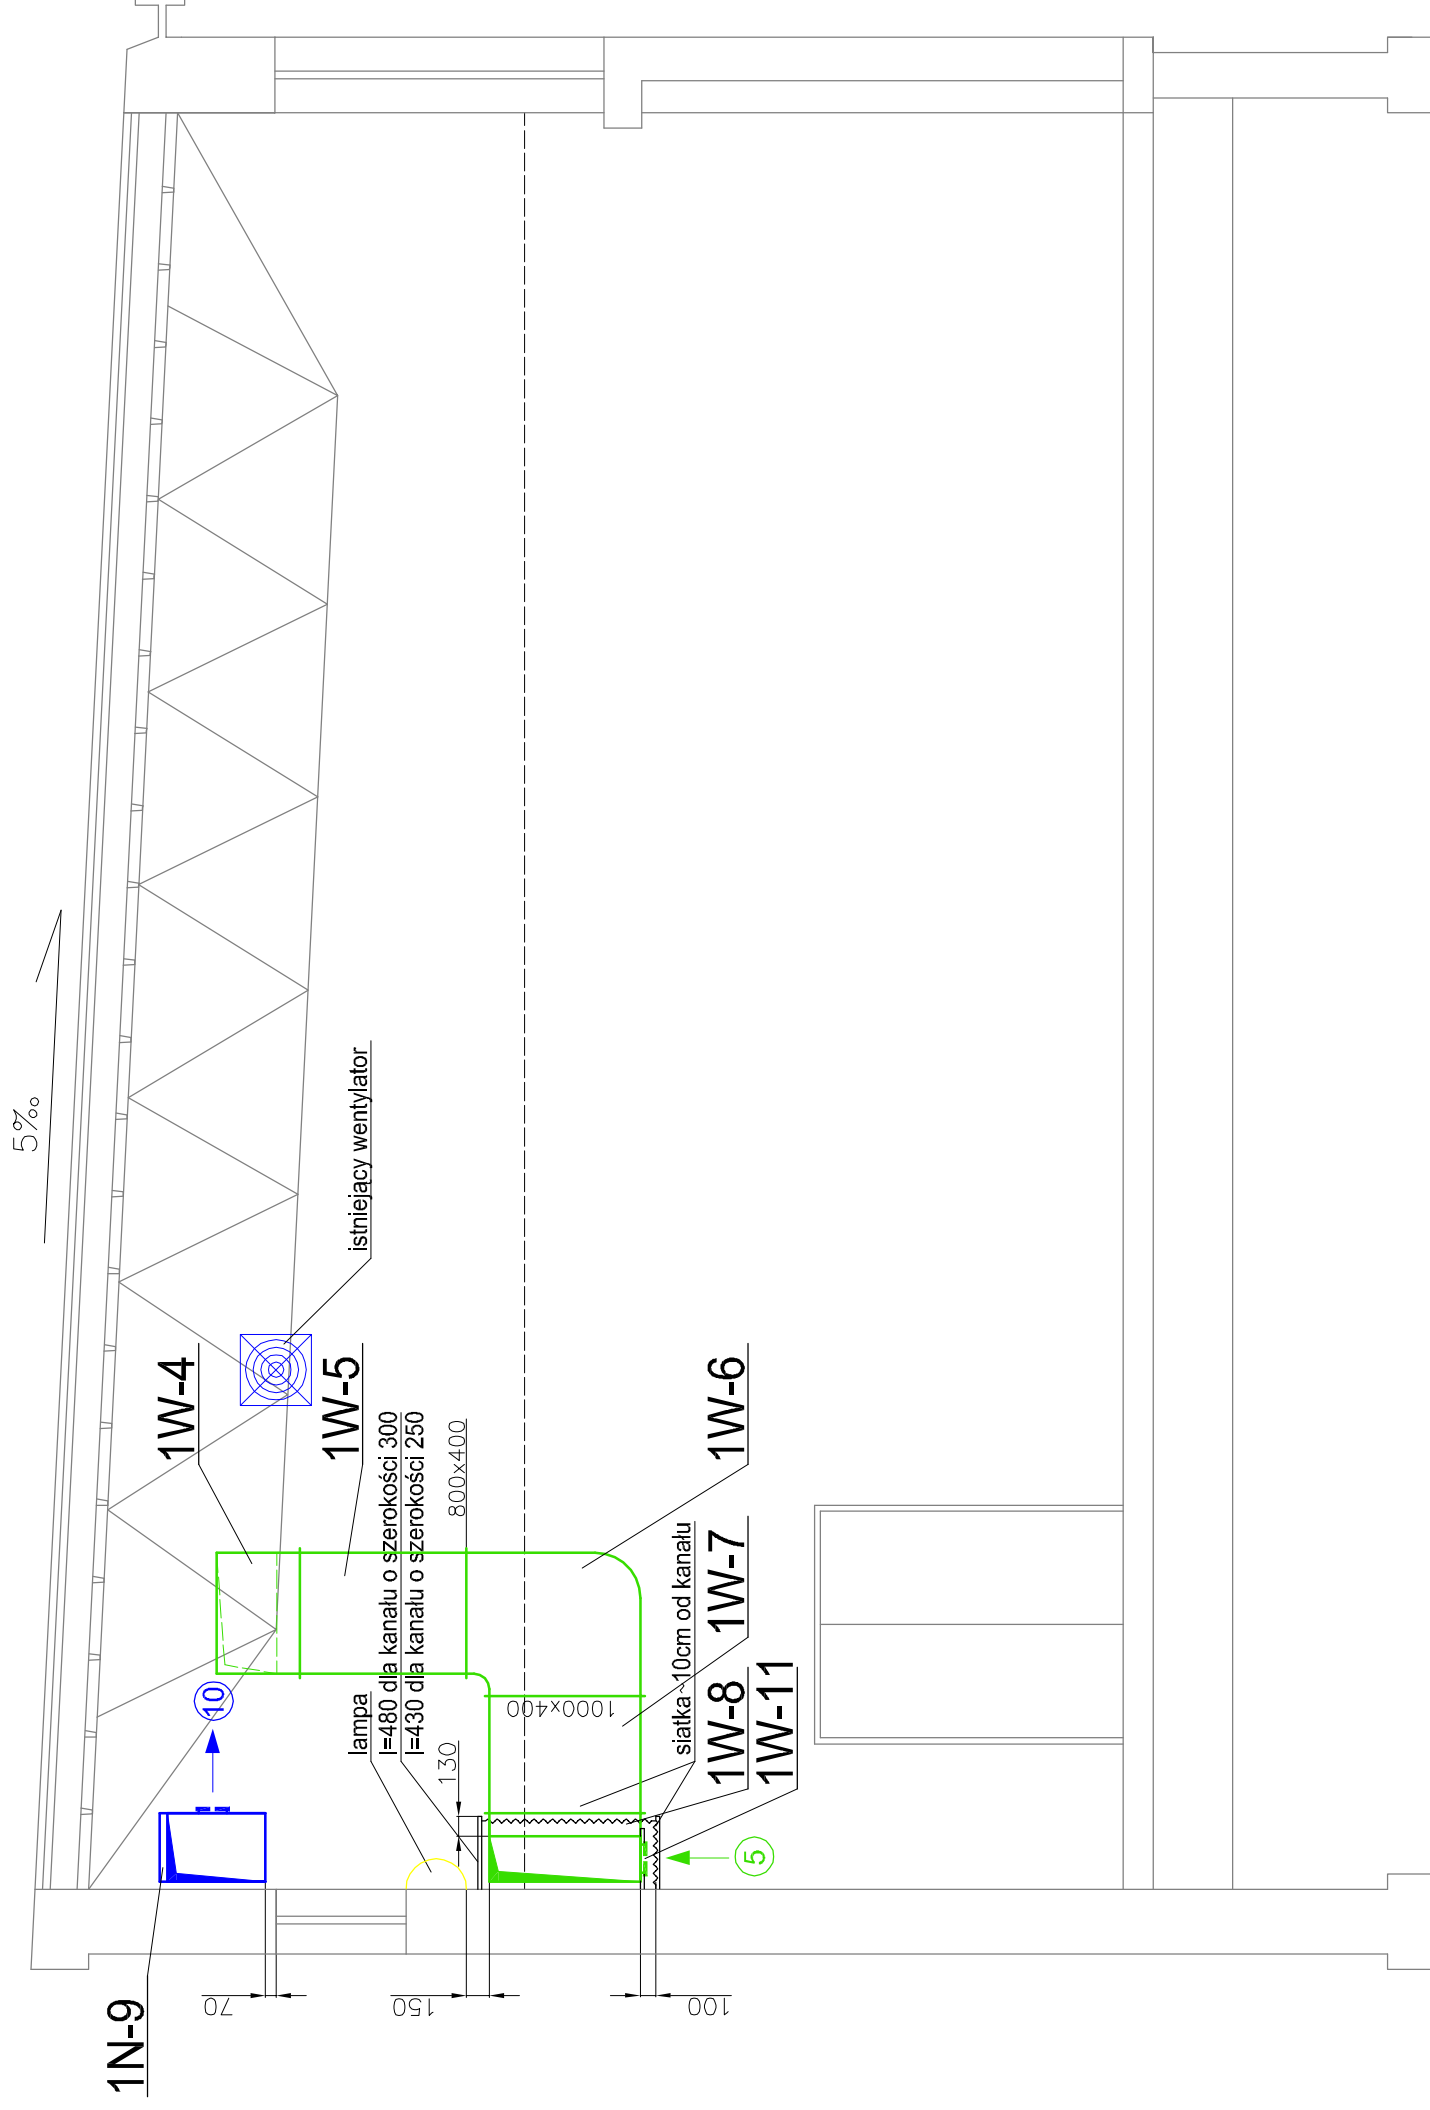 5‰
istniejący wentylator
1W-4
1W-5
l=480 dla kanału o szerokości 300
l=430 dla kanału o szerokości 250
800x400
1W-6
lampa
130
1000x400
siatka~10cm od kanału
1W-7
1W-8
1W-11
10
5
1N-9
70
150
100